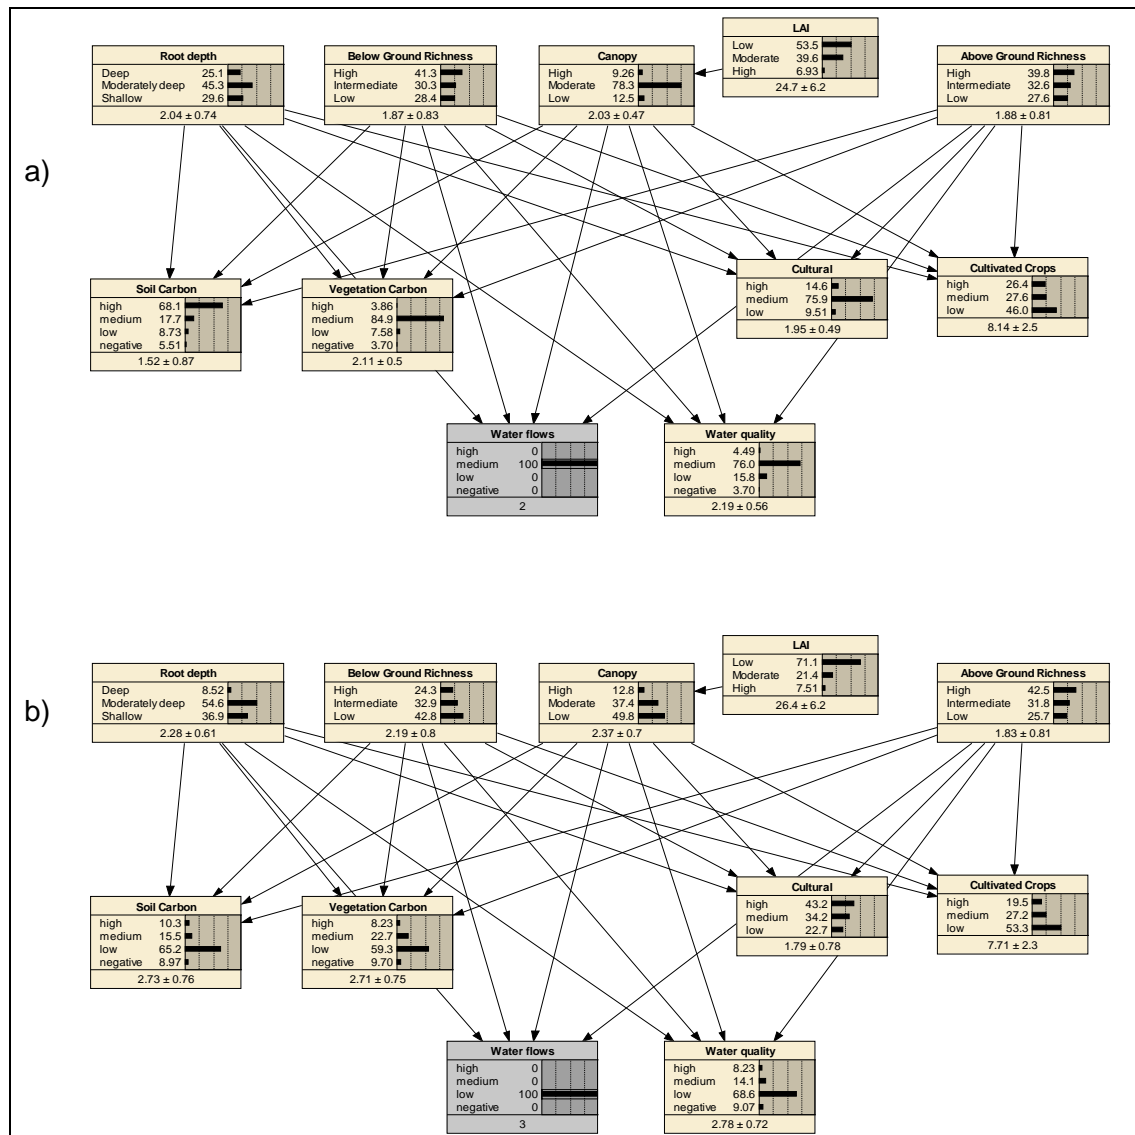 a)
LAI
Low 53.5
Moderate 39.6
High 6.93
24.7 ± 6.2
Root depth
Deep 25.1
Moderately deep 45.3
Shallow 29.6
2.04 ± 0.74
Below Ground Richness
High 41.3
Intermediate 30.3
Low 28.4
1.87 ± 0.83
Canopy
High 9.26
Moderate 78.3
Low 12.5
2.03 ± 0.47
Above Ground Richness
High 39.8
Intermediate 32.6
Low 27.6
1.88 ± 0.81
Soil Carbon
high 68.1
medium 17.7
low 8.73
negative 5.51
1.52 ± 0.87
Vegetation Carbon
high 3.86
medium 84.9
low 7.58
negative 3.70
2.11 ± 0.5
Cultural
high 14.6
medium 75.9
low 9.51
1.95 ± 0.49
Cultivated Crops
high 26.4
medium 27.6
low 46.0
8.14 ± 2.5
Water flows
high 0
medium 100
low 0
negative 0
2
Water quality
high 4.49
medium 76.0
low 15.8
negative 3.70
2.19 ± 0.56
b)
LAI
Low 71.1
Moderate 21.4
High 7.51
26.4 ± 6.2
Root depth
Deep 8.52
Moderately deep 54.6
Shallow 36.9
2.28 ± 0.61
Below Ground Richness
High 24.3
Intermediate 32.9
Low 42.8
2.19 ± 0.8
Canopy
High 12.8
Moderate 37.4
Low 49.8
2.37 ± 0.7
Above Ground Richness
High 42.5
Intermediate 31.8
Low 25.7
1.83 ± 0.81
Soil Carbon
high 10.3
medium 15.5
low 65.2
negative 8.97
2.73 ± 0.76
Vegetation Carbon
high 8.23
medium 22.7
low 59.3
negative 9.70
2.71 ± 0.75
Cultural
high 43.2
medium 34.2
low 22.7
1.79 ± 0.78
Cultivated Crops
high 19.5
medium 27.2
low 53.3
7.71 ± 2.3
Water flows
high 0
medium 0
low 100
negative 0
3
Water quality
high 8.23
medium 14.1
low 68.6
negative 9.07
2.78 ± 0.72